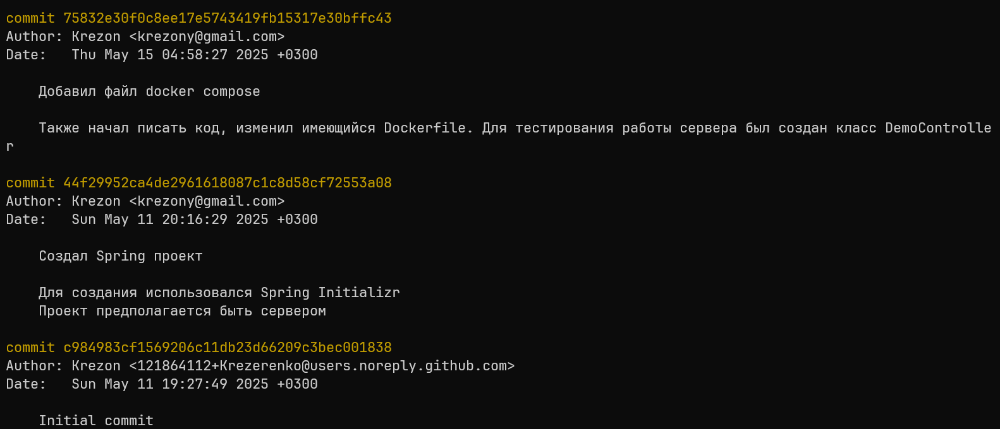 commit 75832e30f0c8ee17e5743419fb15317e30bffc43
Author: Krezon <krezony@gmail.com>
Date:   Thu May 15 04:58:27 2025 +0300
Добавил файл docker compose
Также начал писать код, изменил имеющийся Dockerfile. Для тестирования работы сервера был создан класс DemoControlle
r
commit 44f29952ca4de2961618087c1c8d58cf72553a08
Author: Krezon <krezony@gmail.com>
Date:   Sun May 11 20:16:29 2025 +0300
Создал Spring проект
Для создания использовался Spring Initializr
Проект предполагается быть сервером
commit c984983cf1569206c11db23d66209c3bec001838
Author: Krezon <121864112+Krezerenko@users.noreply.github.com>
Date:   Sun May 11 19:27:49 2025 +0300
Initial commit